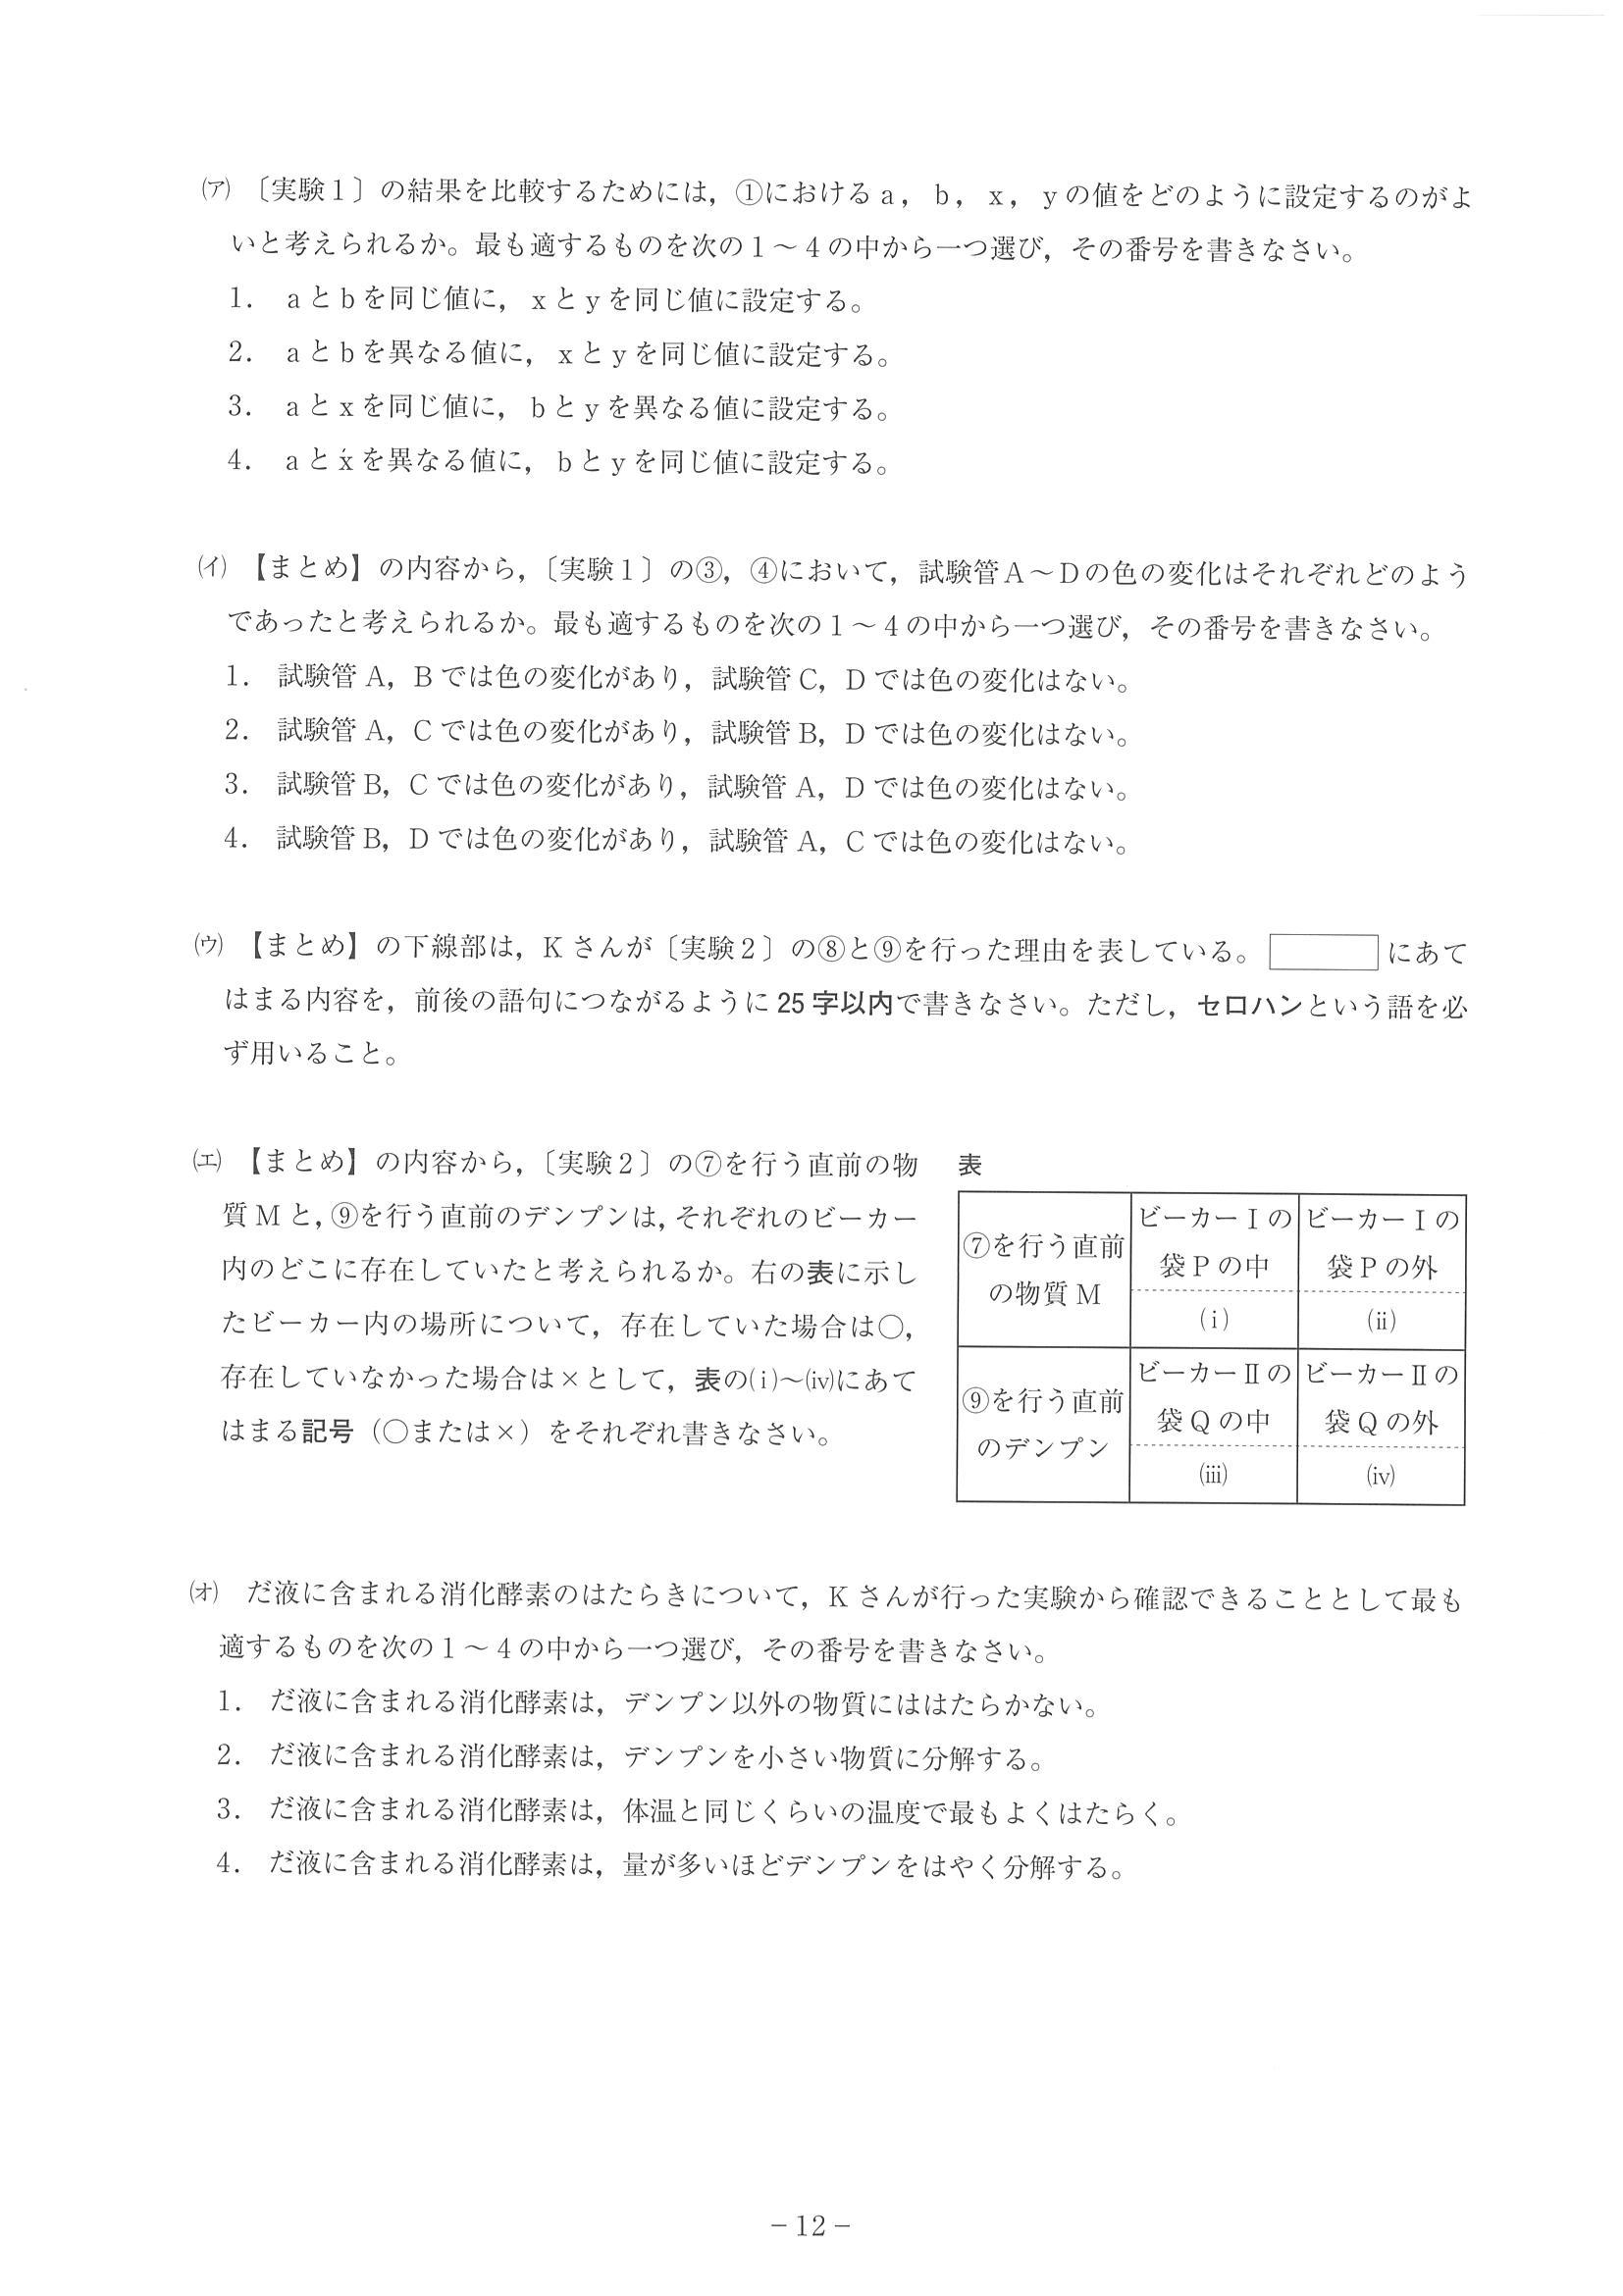 (ア) 〔実験1〕の結果を比較するためには，①におけるa，b，x，yの値をどのように設定するのがよ
いと考えられるか。最も適するものを次の1～4の中から一つ選び，その番号を書きなさい。
1． aとbを同じ値に，xとyを同じ値に設定する。
2． aとbを異なる値に，xとyを同じ値に設定する。
3． aとxを同じ値に，bとyを異なる値に設定する。
4． aとxを異なる値に，bとyを同じ値に設定する。
(イ) 【まとめ】の内容から，〔実験1〕の③，④において，試験管A～Dの色の変化はそれぞれどのよう
であったと考えられるか。最も適するものを次の1～4の中から一つ選び，その番号を書きなさい。
1． 試験管A，Bでは色の変化があり，試験管C，Dでは色の変化はない。
2． 試験管A，Cでは色の変化があり，試験管B，Dでは色の変化はない。
3． 試験管B，Cでは色の変化があり，試験管A，Dでは色の変化はない。
4． 試験管B，Dでは色の変化があり，試験管A，Cでは色の変化はない。
(ウ) 【まとめ】の下線部は，Kさんが〔実験2〕の⑧と⑨を行った理由を表している。 にあて
はまる内容を，前後の語句につながるように25字以内で書きなさい。ただし，セロハンという語を必
ず用いること。
(エ) 【まとめ】の内容から，〔実験2〕の⑦を行う直前の物
質Mと，⑨を行う直前のデンプンは，それぞれのビーカー
内のどこに存在していたと考えられるか。右の表に示し
たビーカー内の場所について，存在していた場合は○，
存在していなかった場合は×として，表の(i)～(iv)にあて
はまる記号（○または×）をそれぞれ書きなさい。
表
⑦を行う直前
の物質M
ビーカーⅠの
袋Pの中
ビーカーⅠの
袋Pの外
(i)
(ii)
⑨を行う直前
のデンプン
ビーカーⅡの
袋Qの中
ビーカーⅡの
袋Qの外
(iii)
(iv)
(オ) だ液に含まれる消化酵素のはたらきについて，Kさんが行った実験から確認できることとして最も
適するものを次の1～4の中から一つ選び，その番号を書きなさい。
1． だ液に含まれる消化酵素は，デンプン以外の物質にははたらかない。
2． だ液に含まれる消化酵素は，デンプンを小さい物質に分解する。
3． だ液に含まれる消化酵素は，体温と同じくらいの温度で最もよくはたらく。
4． だ液に含まれる消化酵素は，量が多いほどデンプンをはやく分解する。
－12－